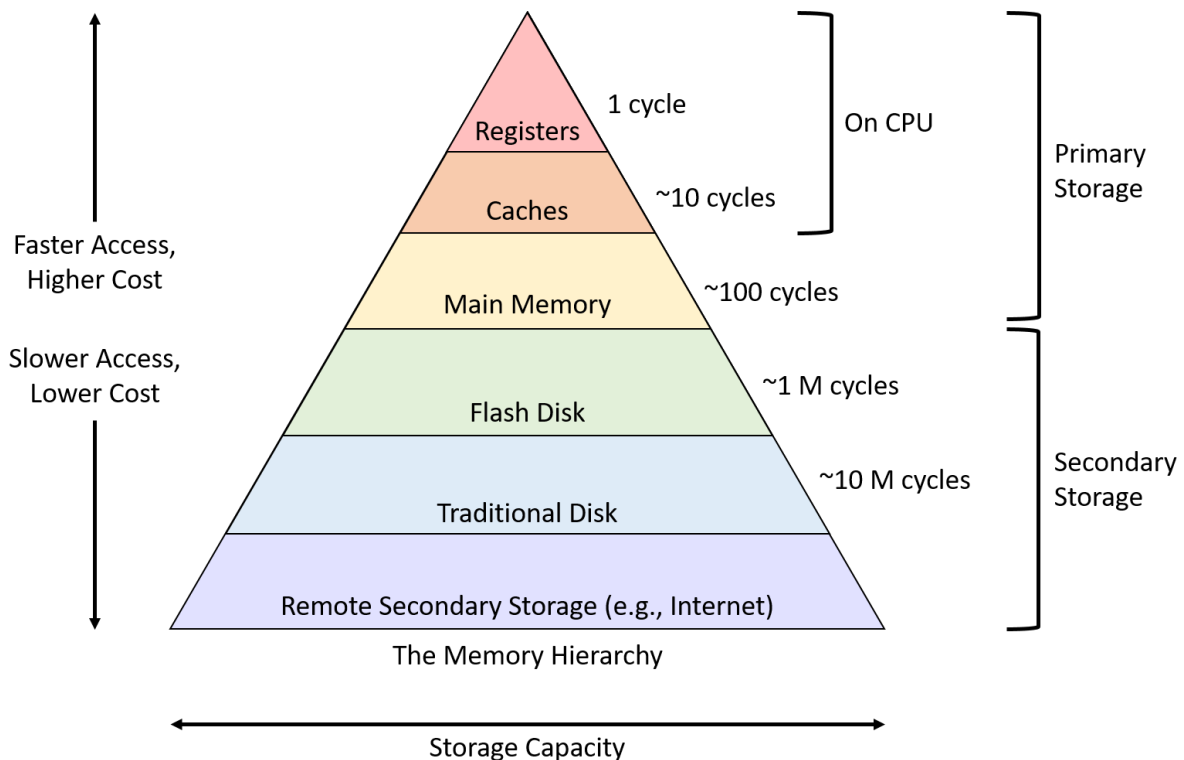 1 cycle
Registers
On CPU
Primary
Storage
~10 cycles
Caches
Faster Access,
Higher Cost
~100 cycles
Main Memory
Slower Access,
Lower Cost
~1 M cycles
Flash Disk
Secondary
Storage
~10 M cycles
Traditional Disk
Remote Secondary Storage (e.g., Internet)
The Memory Hierarchy
Storage Capacity